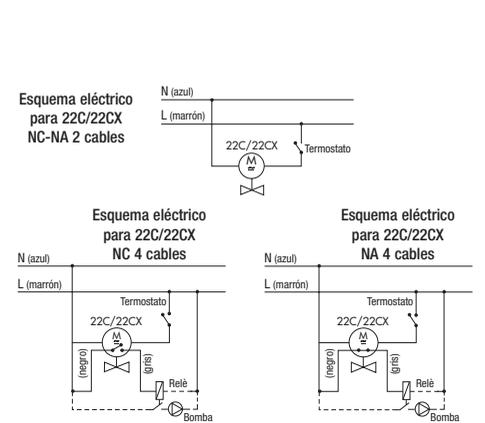 Esquema eléctrico
para 22C/22CX
NC-NA 2 cables
N (azul)
L (marrón)
22C/22CX
Termostato
M
Esquema eléctrico
para 22C/22CX
NC 4 cables
N (azul)
L (marrón)
Termostato
22C/22CX
M
(negro)
(gris)
Relè
Bomba
Esquema eléctrico
para 22C/22CX
NA 4 cables
N (azul)
L (marrón)
Termostato
22C/22CX
M
(negro)
(gris)
Relè
Bomba